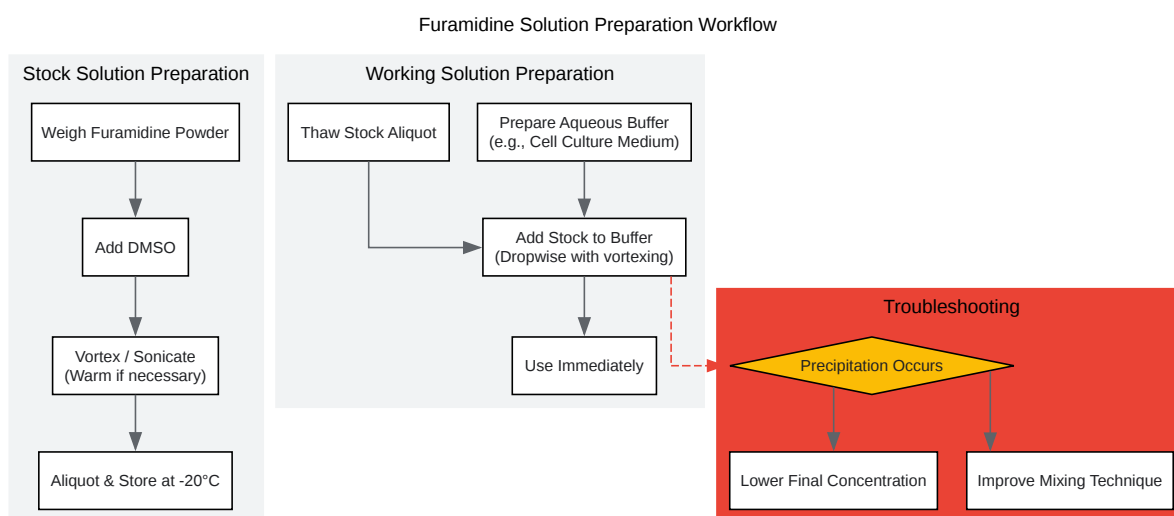 Furamidine Solution Preparation Workflow
Stock Solution Preparation
Weigh Furamidine Powder
Add DMSO
Vortex / Sonicate
(Warm if necessary)
Aliquot & Store at -20°C
Working Solution Preparation
Thaw Stock Aliquot
Prepare Aqueous Buffer
(e.g., Cell Culture Medium)
Add Stock to Buffer
(Dropwise with vortexing)
Use Immediately
Troubleshooting
Precipitation Occurs
Lower Final Concentration
Improve Mixing Technique